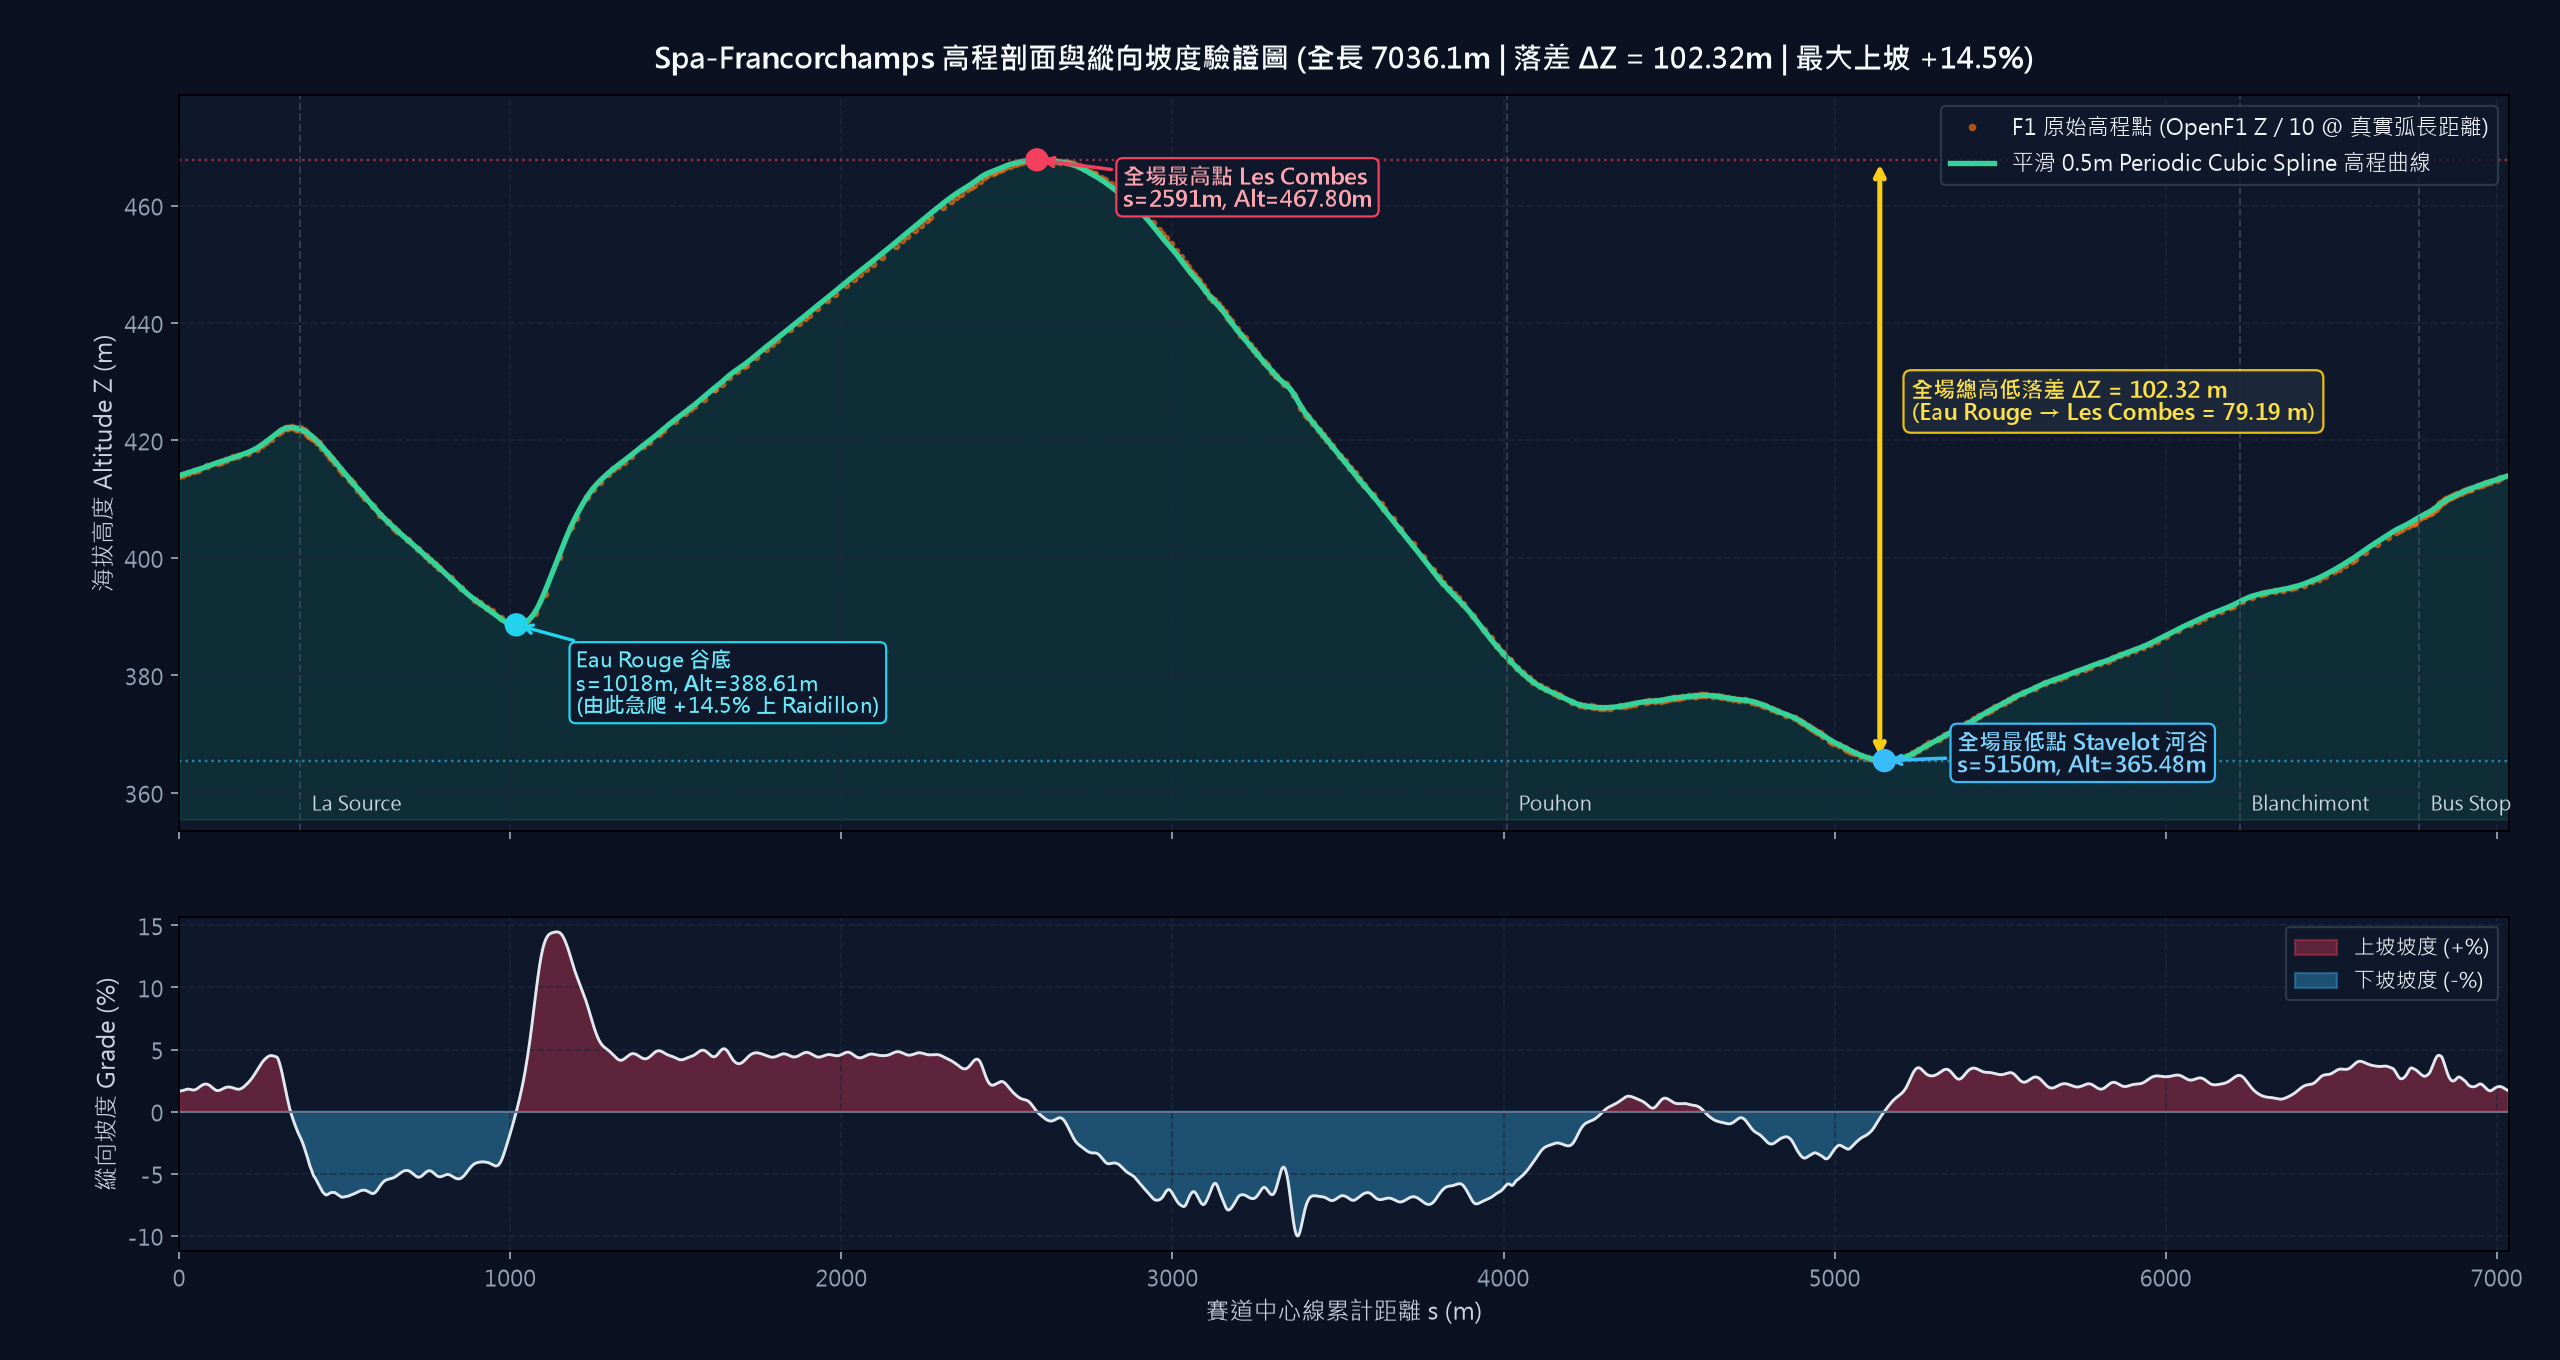 Spa-Francorchamps 高程剖面與縱向坡度驗證圖 (全長 7036.1m | 落差 ΔZ = 102.32m | 最大上坡 +14.5%)
F1 原始高程點 (OpenF1 Z / 10 @ 真實弧長距離)
平滑 0.5m Periodic Cubic Spline 高程曲線
海拔高度 Altitude Z (m)
460
440
420
400
380
360
全場最高點 Les Combes
s=2591m, Alt=467.80m
全場總高低落差 ΔZ = 102.32 m
(Eau Rouge → Les Combes = 79.19 m)
Eau Rouge 谷底
s=1018m, Alt=388.61m
(由此急爬 +14.5% 上 Raidillon)
全場最低點 Stavelot 河谷
s=5150m, Alt=365.48m
La Source
Pouhon
Blanchimont
Bus Stop
縱向坡度 Grade (%)
15
10
5
0
-5
-10
上坡坡度 (+%)
下坡坡度 (-%)
0 1000 2000 3000 4000 5000 6000 7000
賽道中心線累計距離 s (m)